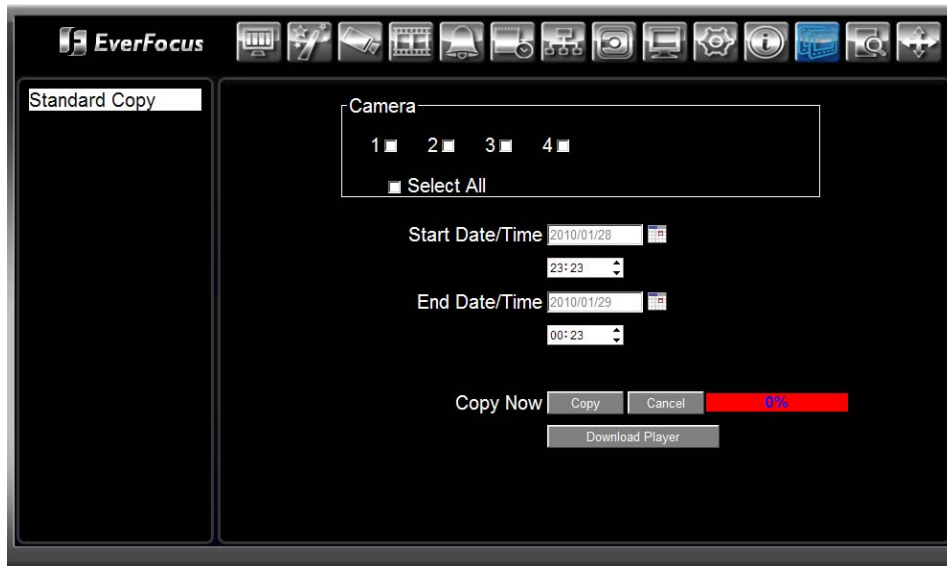 EverFocus
Standard Copy
Camera
1 2 3 4
Select All
Start Date/Time 2010/01/28
23:23
End Date/Time 2010/01/29
00:23
Copy Now Copy Cancel 0%
Download Player